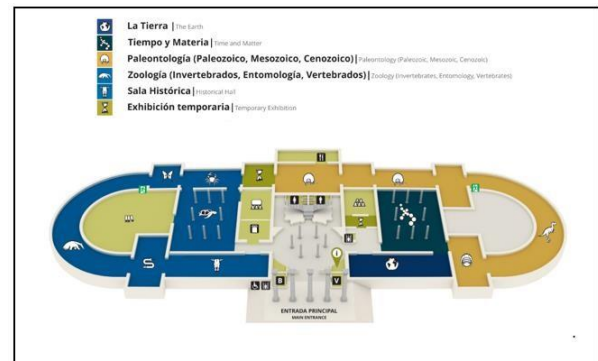 La Tierra | The Earth
Tiempo y Materia | Time and Matter
Paleontología (Paleozoico, Mesozoico, Cenozoico) | Paleontology (Paleozoic, Mesozoic, Cenozoic)
Zoología (Invertebrados, Entomología, Vertebrados) | Zoology (Invertebrates, Entomology, Vertebrates)
Sala Histórica | Historical Hall
Exhibición temporaria | Temporary Exhibition
i
B
V
ENTRADA PRINCIPAL
MAIN ENTRANCE